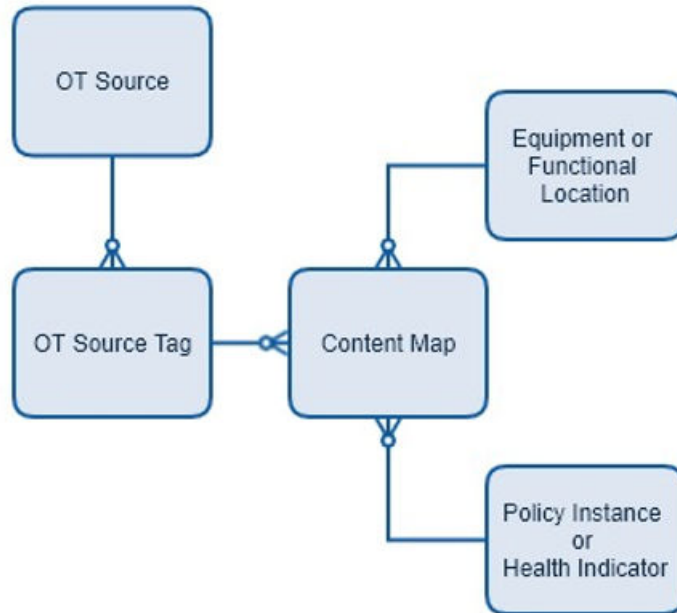 OT Source
Equipment or
Functional
Location
OT Source Tag
Content Map
Policy Instance
or
Health Indicator